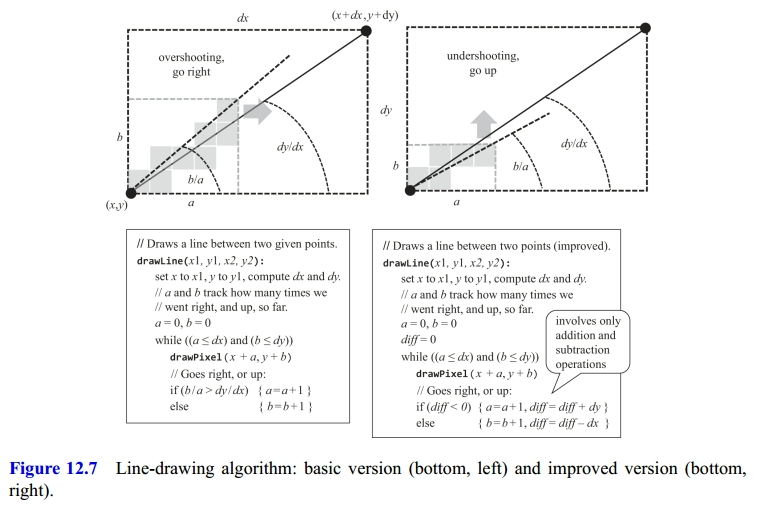 dx
(x+dx,y+dy)
overshooting,
go right
b
dy/dx
b/a
(x,y)
a
undershooting,
go up
dy
dy/dx
b
b/a
a
// Draws a line between two given points.
drawLine(x1, y1, x2, y2):
set x to x1, y to y1, compute dx and dy.
// a and b track how many times we
// went right, and up, so far.
a = 0, b = 0
while ((a ≤ dx) and (b ≤ dy))
drawPixel(x + a, y + b)
// Goes right, or up:
if (b/a > dy/dx) { a=a+1 }
else { b=b+1 }
// Draws a line between two points (improved).
drawLine(x1, y1, x2, y2):
set x to x1, y to y1, compute dx and dy.
// a and b track how many times we
// went right, and up, so far.
a = 0, b = 0
diff = 0
while ((a ≤ dx) and (b ≤ dy))
drawPixel(x + a, y + b)
// Goes right, or up:
if (diff < 0) { a=a+1, diff = diff + dy }
else { b=b+1, diff = diff – dx }
involves only
addition and
subtraction
operations
Figure 12.7 Line-drawing algorithm: basic version (bottom, left) and improved version (bottom,
right).